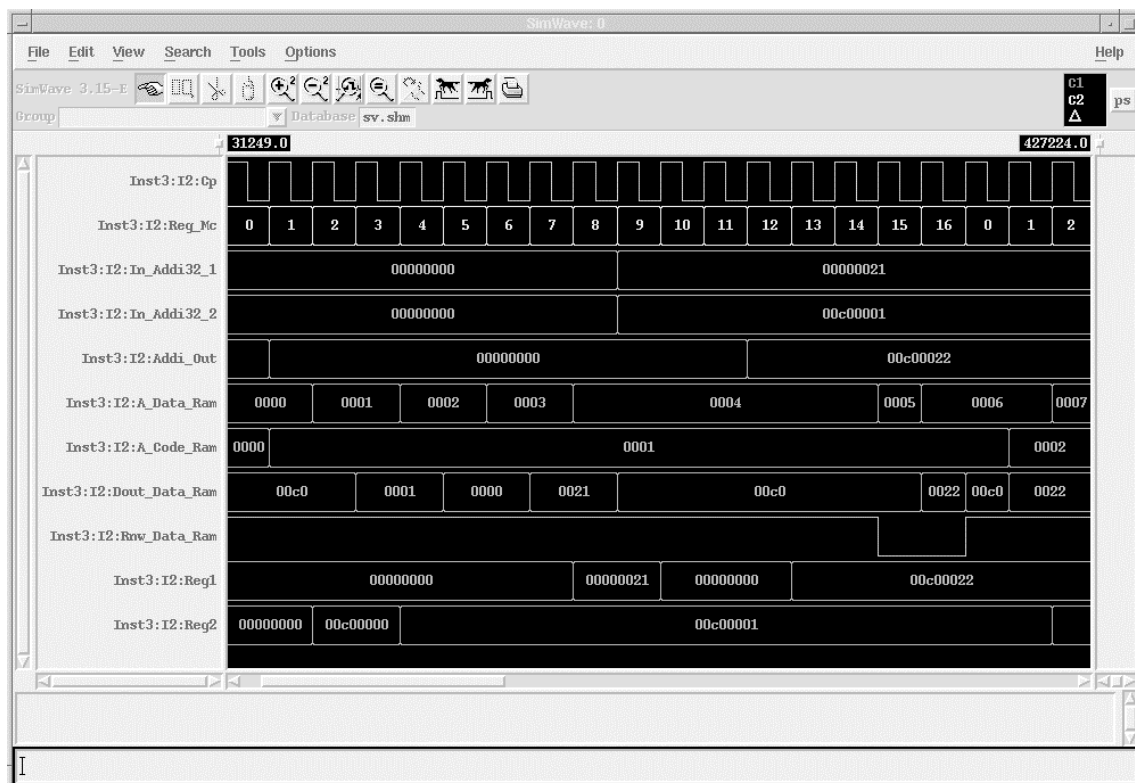 SimWave: 0
File Edit View Search Tools Options Help
SimWave 3.15-E
C1
C2
Δ
ps
Group Database sv.shm
31249.0 427224.0
Inst3:I2:Cp
Inst3:I2:Reg_Mc 0 1 2 3 4 5 6 7 8 9 10 11 12 13 14 15 16 0 1 2
Inst3:I2:In_Addi32_1 00000000 00000021
Inst3:I2:In_Addi32_2 00000000 00c00001
Inst3:I2:Addi_Out 00000000 00c00022
Inst3:I2:A_Data_Ram 0000 0001 0002 0003 0004 0005 0006 0007
Inst3:I2:A_Code_Ram 0000 0001 0002
Inst3:I2:Dout_Data_Ram 00c0 0001 0000 0021 00c0 0022 00c0 0022
Inst3:I2:Rnw_Data_Ram
Inst3:I2:Reg1 00000000 00000021 00000000 00c00022
Inst3:I2:Reg2 00000000 00c00000 00c00001